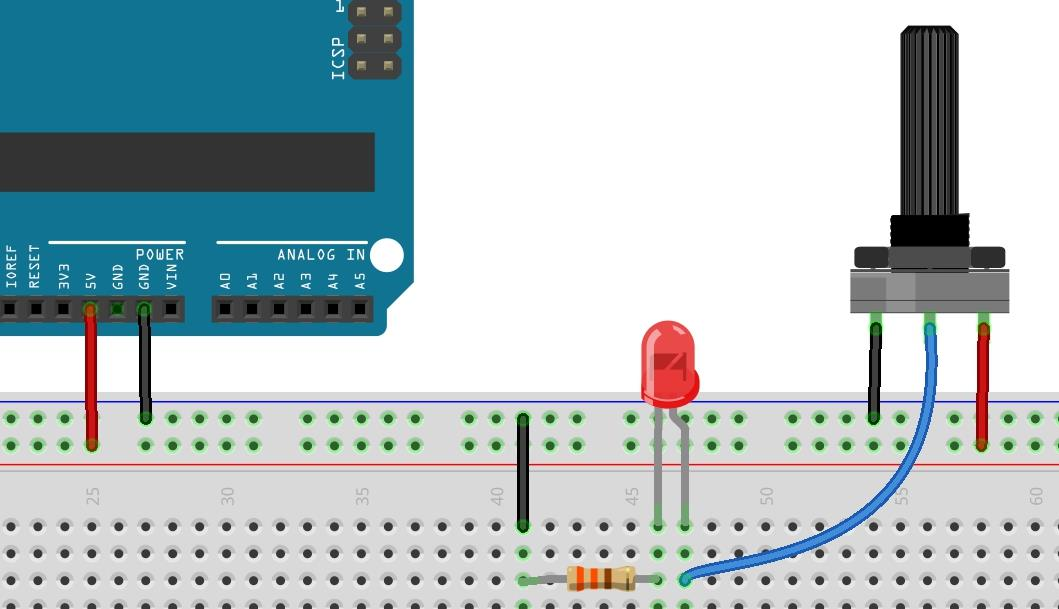 ICSP
IOREF
RESET
3V3
5V
GND
GND
VIN
POWER
A0
A1
A2
A3
A4
A5
ANALOG IN
25
30
35
40
45
50
55
60